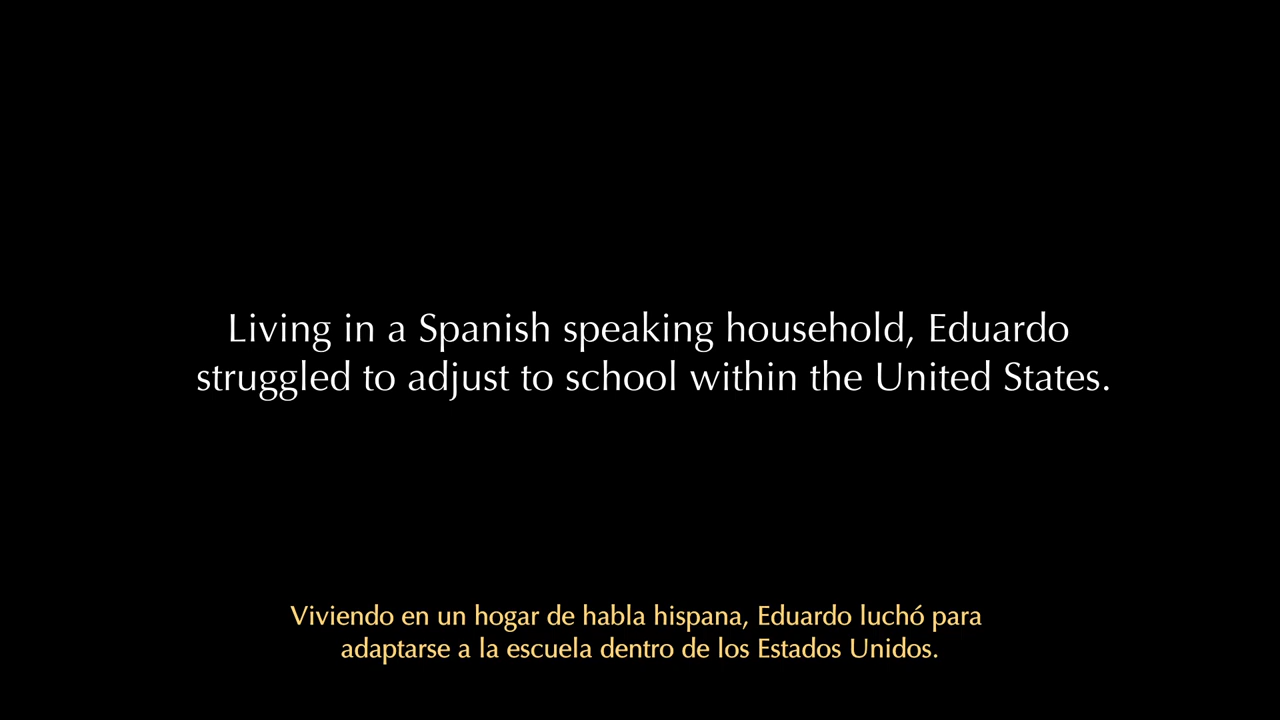 Living in a Spanish speaking household, Eduardo
struggled to adjust to school within the United States.
Viviendo en un hogar de habla hispana, Eduardo luchó para
adaptarse a la escuela dentro de los Estados Unidos.